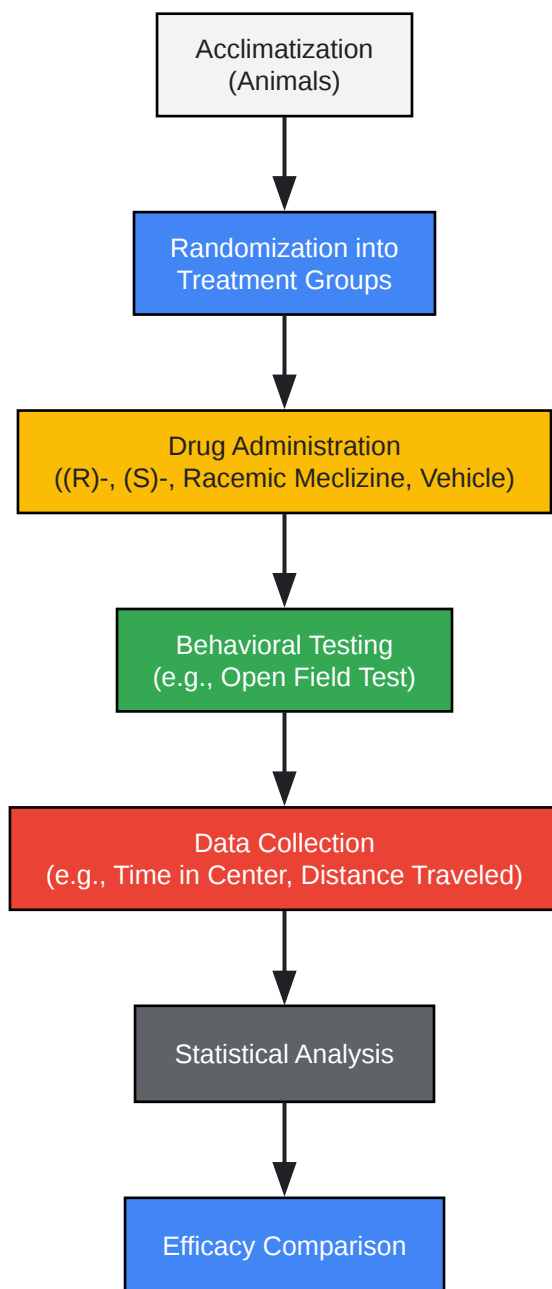 Acclimatization
(Animals)
Randomization into
Treatment Groups
Drug Administration
((R)-, (S)-, Racemic Meclizine, Vehicle)
Behavioral Testing
(e.g., Open Field Test)
Data Collection
(e.g., Time in Center, Distance Traveled)
Statistical Analysis
Efficacy Comparison